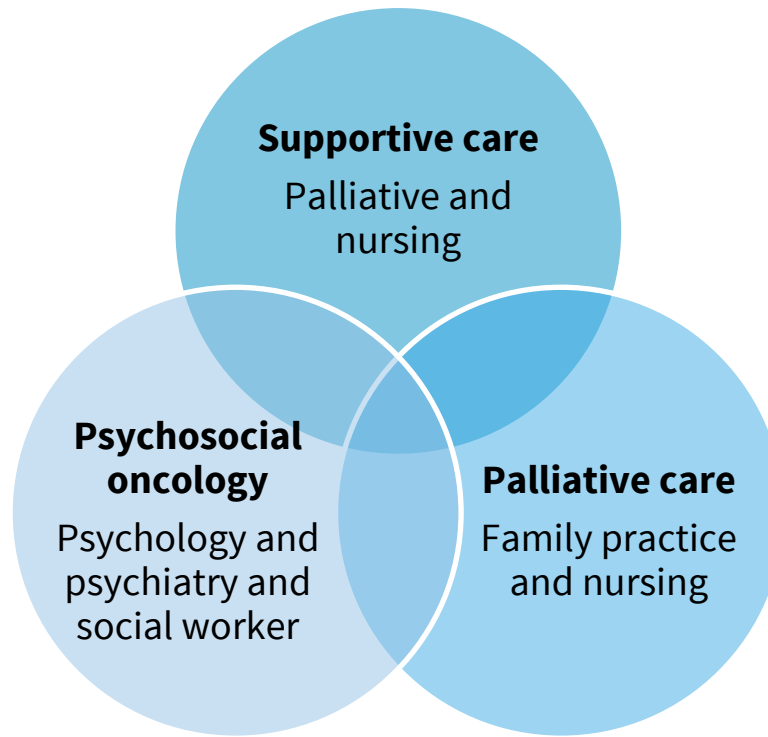 Supportive care
Palliative and
nursing
Psychosocial
oncology
Psychology and
psychiatry and
social worker
Palliative care
Family practice
and nursing